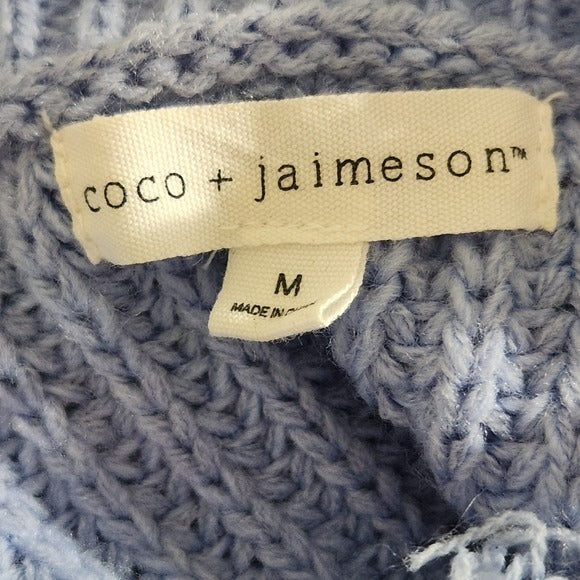 coco + jaimeson™
M
MADE IN